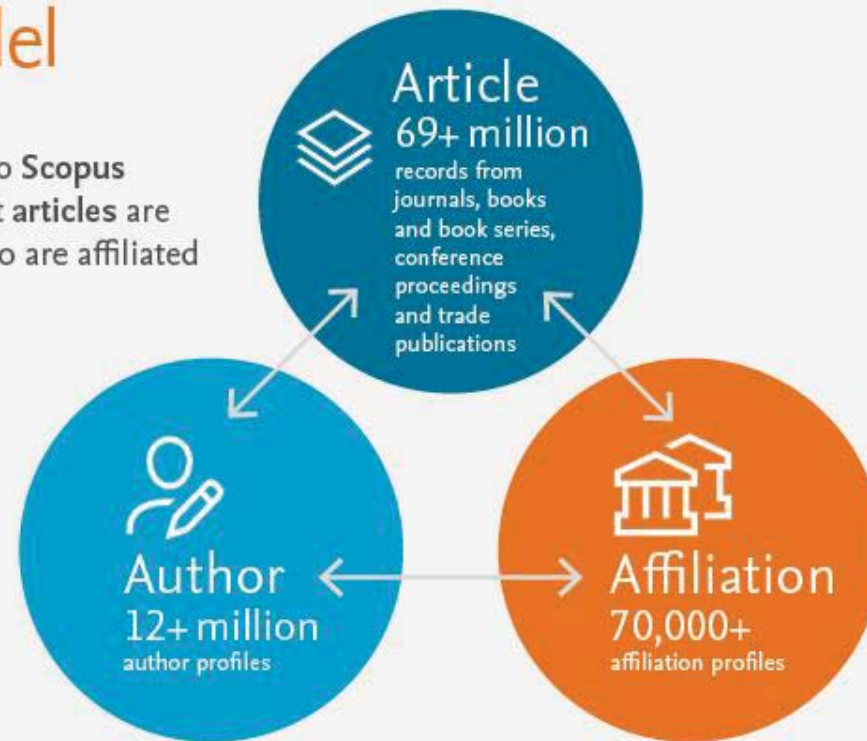 del
o Scopus
t articles are
o are affiliated
Article
69+ million
records from
journals, books
and book series,
conference
proceedings
and trade
publications
Author
12+ million
author profiles
Affiliation
70,000+
affiliation profiles